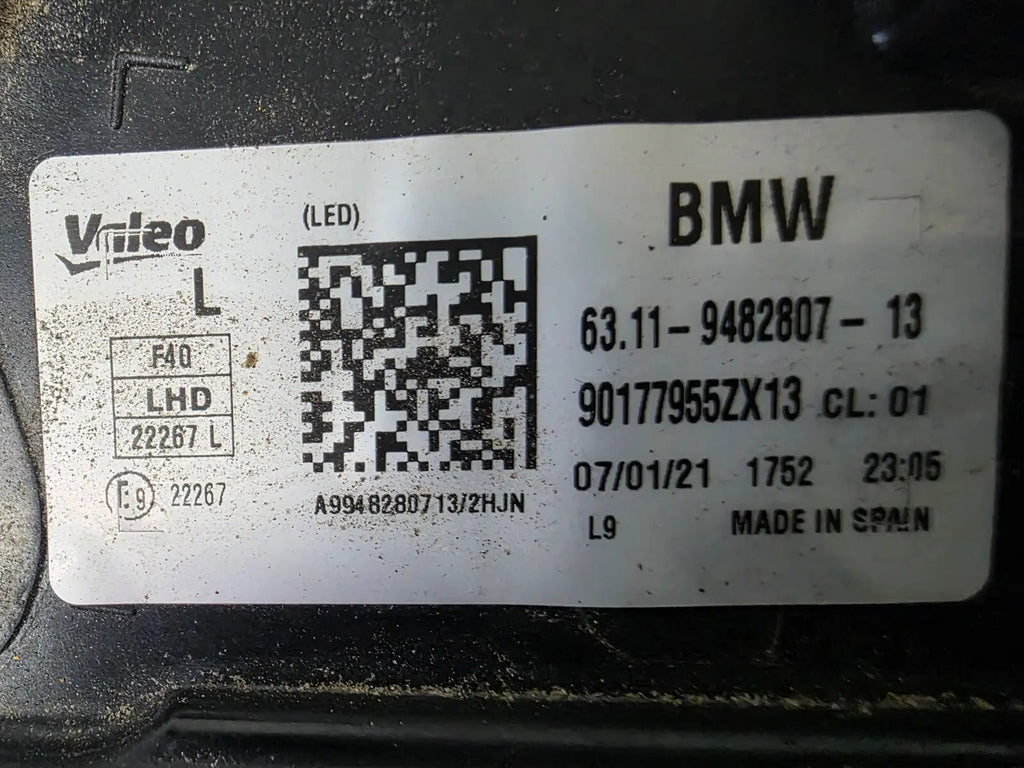 Valeo
L
F40
LHD
22267 L
E9 22267
(LED)
A9948280713/2HJN
BMW
63.11-9482807-13
90177955ZX13 CL: 01
07/01/21 1752 23:05
L9 MADE IN SPAIN